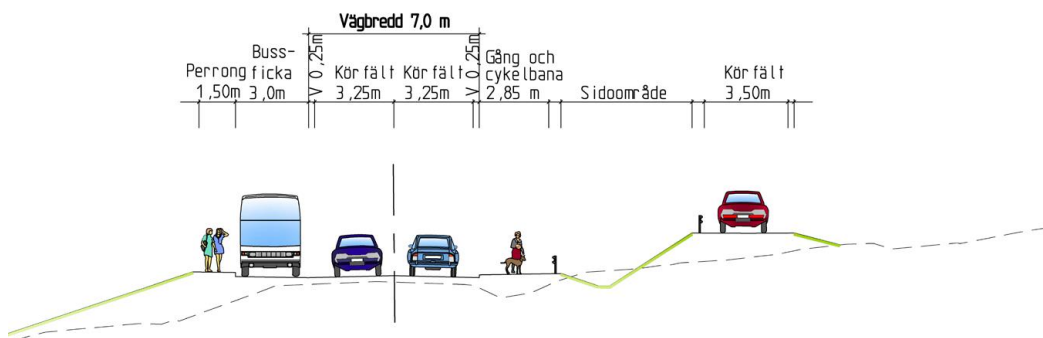 Vägbredd 7,0 m
Perrong
1,50m
Buss-
ficka
3,0m
V 0,25m
Körfält
3,25m
Körfält
3,25m
V 0,25m
Gång och
cykelbana
2,85 m
Sidoområde
Körfält
3,50m